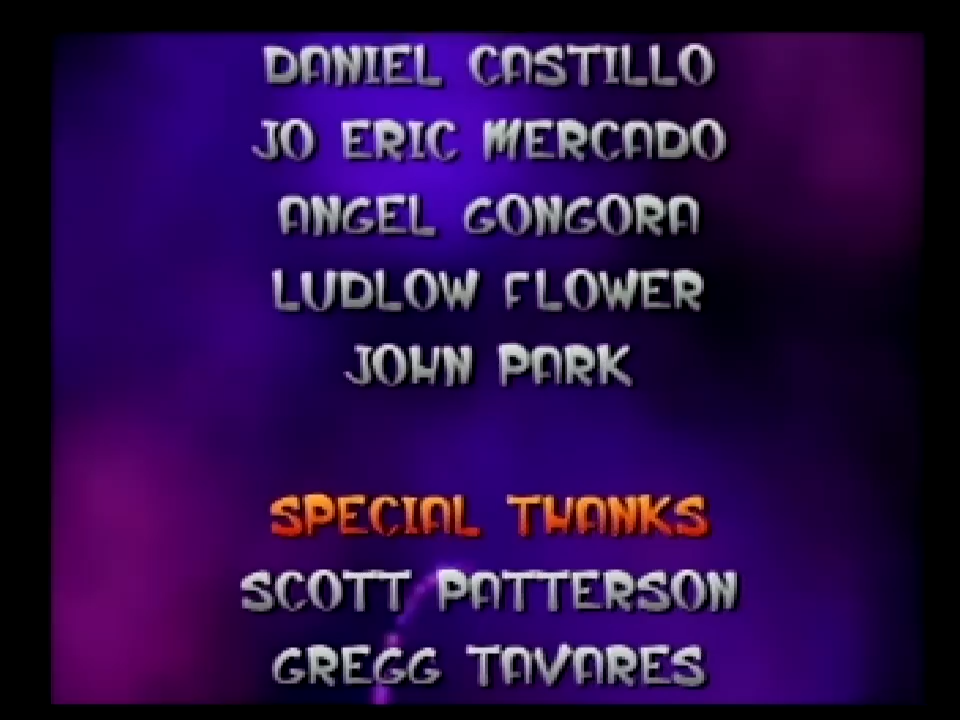 DANIEL CASTILLO
JO ERIC MERCADO
ANGEL GONGORA
LUDLOW FLOWER
JOHN PARK
SPECIAL THANKS
SCOTT PATTERSON
GREGG TAVARES